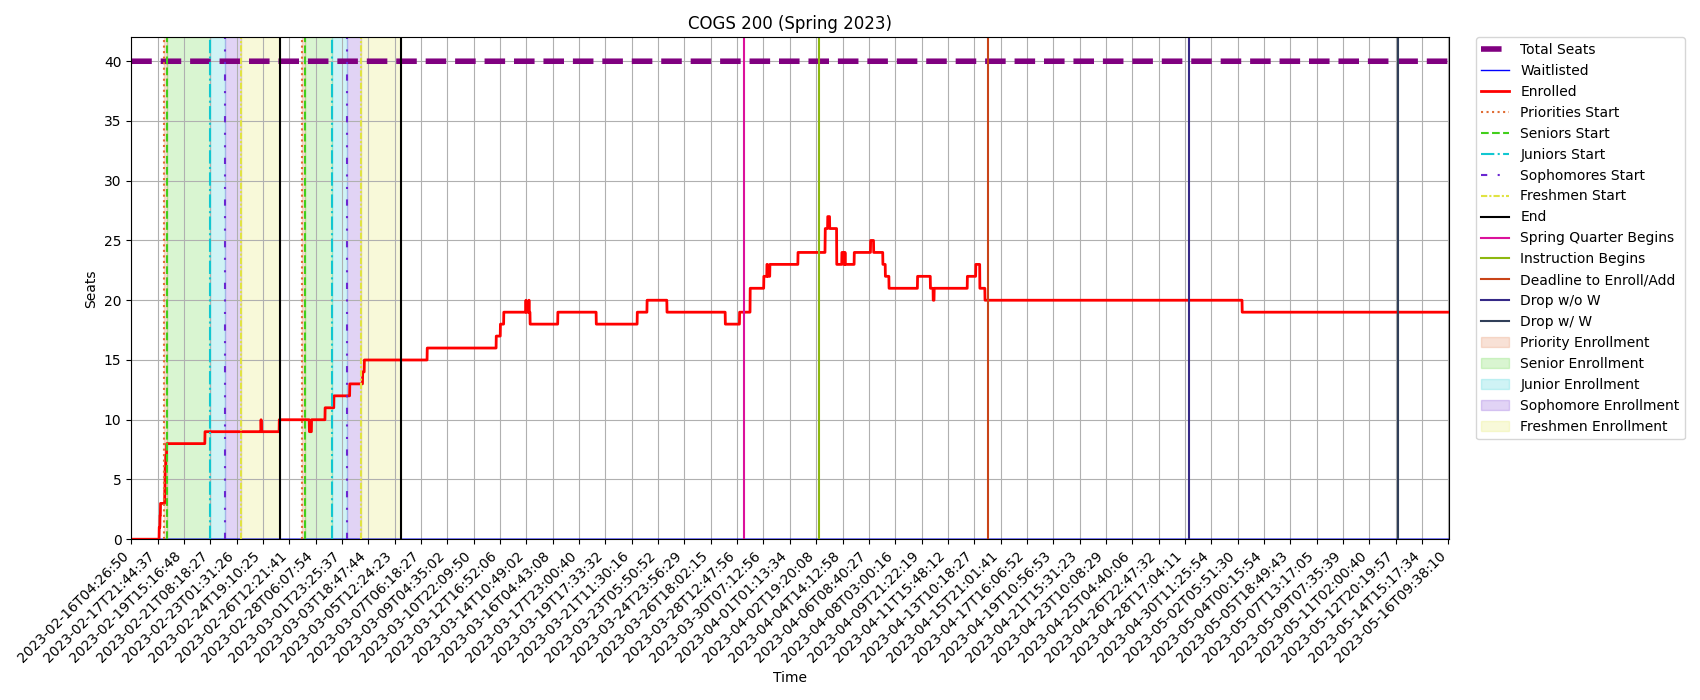 COGS 200 (Spring 2023)
Seats
40
35
30
25
20
15
10
5
0
2023-02-16T04:26:50
2023-02-17T21:44:37
2023-02-19T15:16:48
2023-02-21T08:18:27
2023-02-23T01:31:26
2023-02-24T19:10:25
2023-02-26T12:21:41
2023-02-28T06:07:54
2023-03-01T23:25:37
2023-03-03T18:47:44
2023-03-05T12:24:23
2023-03-07T06:18:27
2023-03-09T04:35:02
2023-03-10T22:09:50
2023-03-12T16:52:06
2023-03-14T10:49:02
2023-03-16T04:43:08
2023-03-17T23:00:40
2023-03-19T17:33:32
2023-03-21T11:30:16
2023-03-23T05:50:52
2023-03-24T23:56:29
2023-03-26T18:02:15
2023-03-28T12:47:56
2023-03-30T07:12:56
2023-04-01T01:13:34
2023-04-02T19:20:08
2023-04-04T14:12:58
2023-04-06T08:40:27
2023-04-08T03:00:16
2023-04-09T21:22:19
2023-04-11T15:48:12
2023-04-13T10:18:27
2023-04-15T21:01:41
2023-04-17T16:06:52
2023-04-19T10:56:53
2023-04-21T15:31:23
2023-04-23T10:08:29
2023-04-25T04:40:06
2023-04-26T22:47:32
2023-04-28T17:04:11
2023-04-30T11:25:54
2023-05-02T05:51:30
2023-05-04T00:15:54
2023-05-05T18:49:43
2023-05-07T13:17:05
2023-05-09T07:35:39
2023-05-11T02:00:40
2023-05-12T20:19:57
2023-05-14T15:17:34
2023-05-16T09:38:10
Time
Total Seats
Waitlisted
Enrolled
Priorities Start
Seniors Start
Juniors Start
Sophomores Start
Freshmen Start
End
Spring Quarter Begins
Instruction Begins
Deadline to Enroll/Add
Drop w/o W
Drop w/ W
Priority Enrollment
Senior Enrollment
Junior Enrollment
Sophomore Enrollment
Freshmen Enrollment